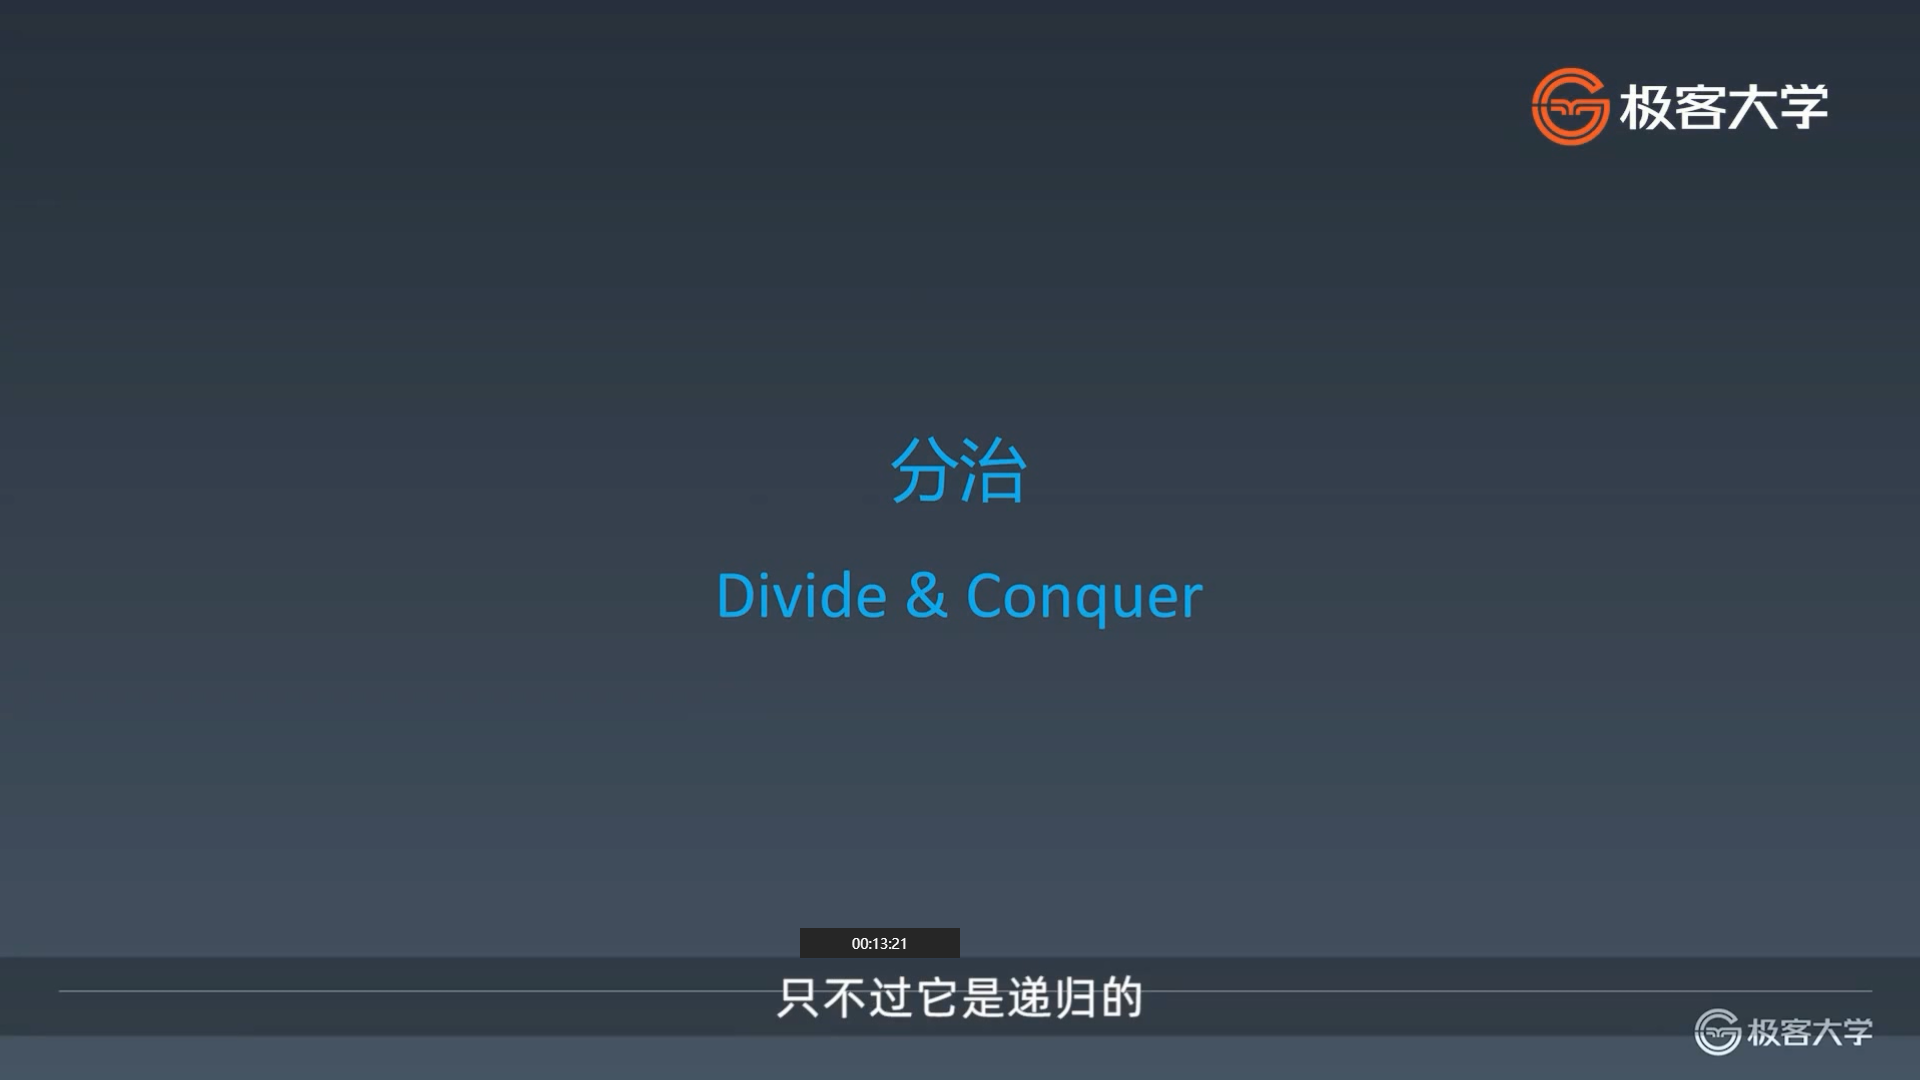 极客大学
分治
Divide & Conquer
00:13:21
只不过它是递归的
极客大学